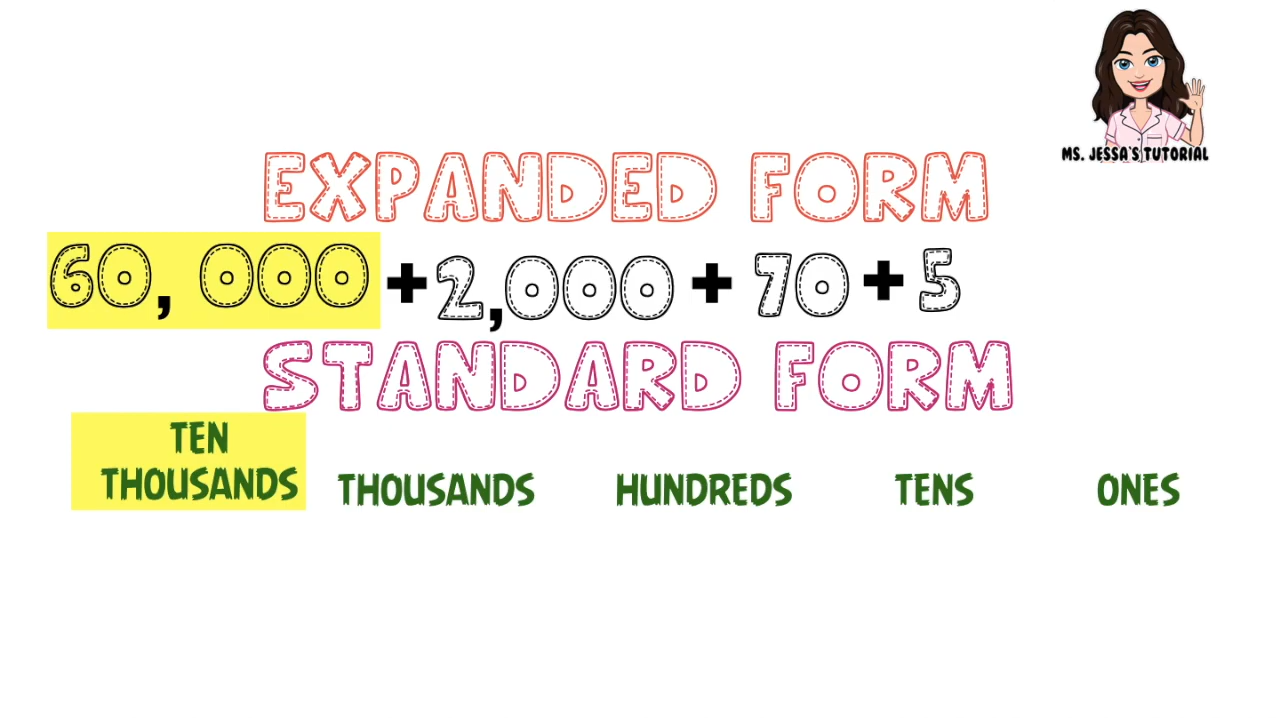 MS. JESSA'S TUTORIAL
EXPANDED FORM
60, 000 + 2,000 + 70 + 5
STANDARD FORM
TEN
THOUSANDS THOUSANDS HUNDREDS TENS ONES